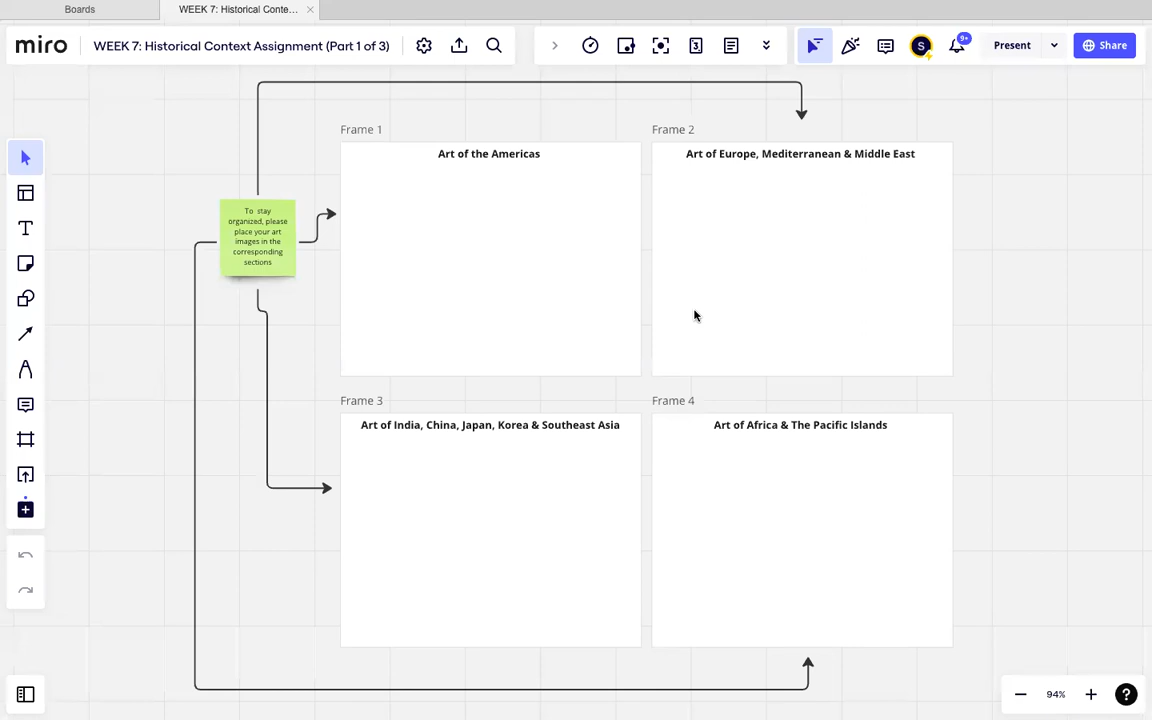 Boards
WEEK 7: Historical Conte...
miro
WEEK 7: Historical Context Assignment (Part 1 of 3)
3
S
9+
Present
Share
Frame 1
Frame 2
Art of the Americas
Art of Europe, Mediterranean & Middle East
To stay
organized, please
place your art
images in the
corresponding
sections
Frame 3
Frame 4
Art of India, China, Japan, Korea & Southeast Asia
Art of Africa & The Pacific Islands
94%
?